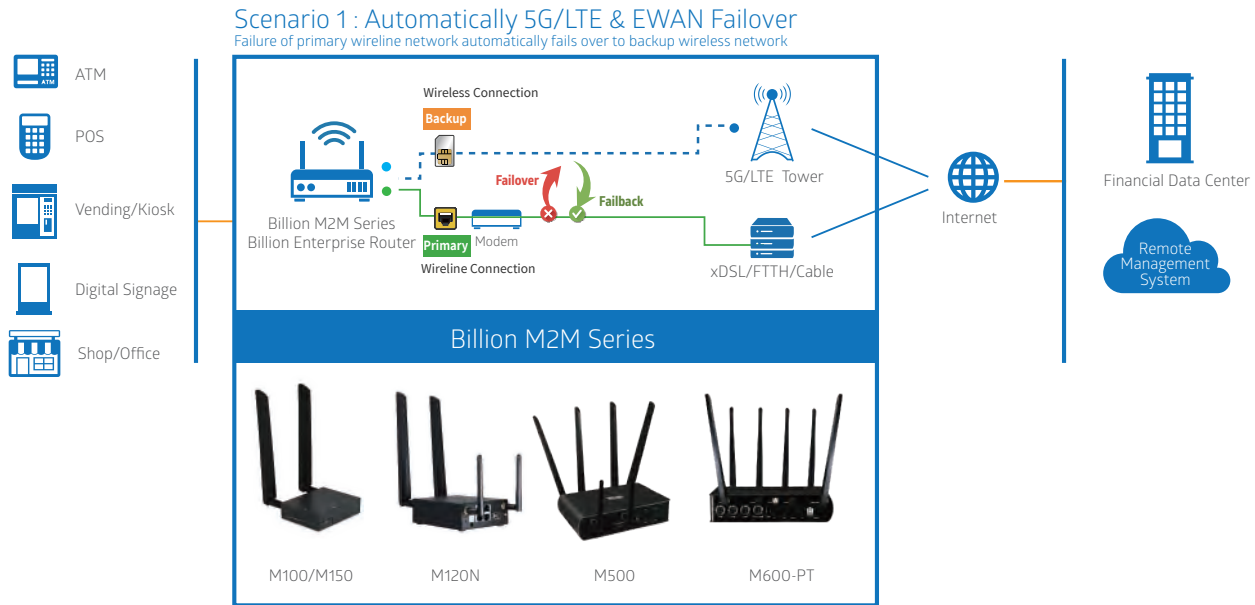 Scenario 1 : Automatically 5G/LTE & EWAN Failover
Failure of primary wireline network automatically fails over to backup wireless network
ATM
ATM
POS
Vending/Kiosk
Digital Signage
Shop/Office
Wireless Connection
Backup
Billion M2M Series
Billion Enterprise Router
Failover
Failback
Primary
Modem
Wireline Connection
5G/LTE Tower
xDSL/FTTH/Cable
Internet
Financial Data Center
Remote
Management
System
Billion M2M Series
M100/M150
M120N
M500
M600-PT